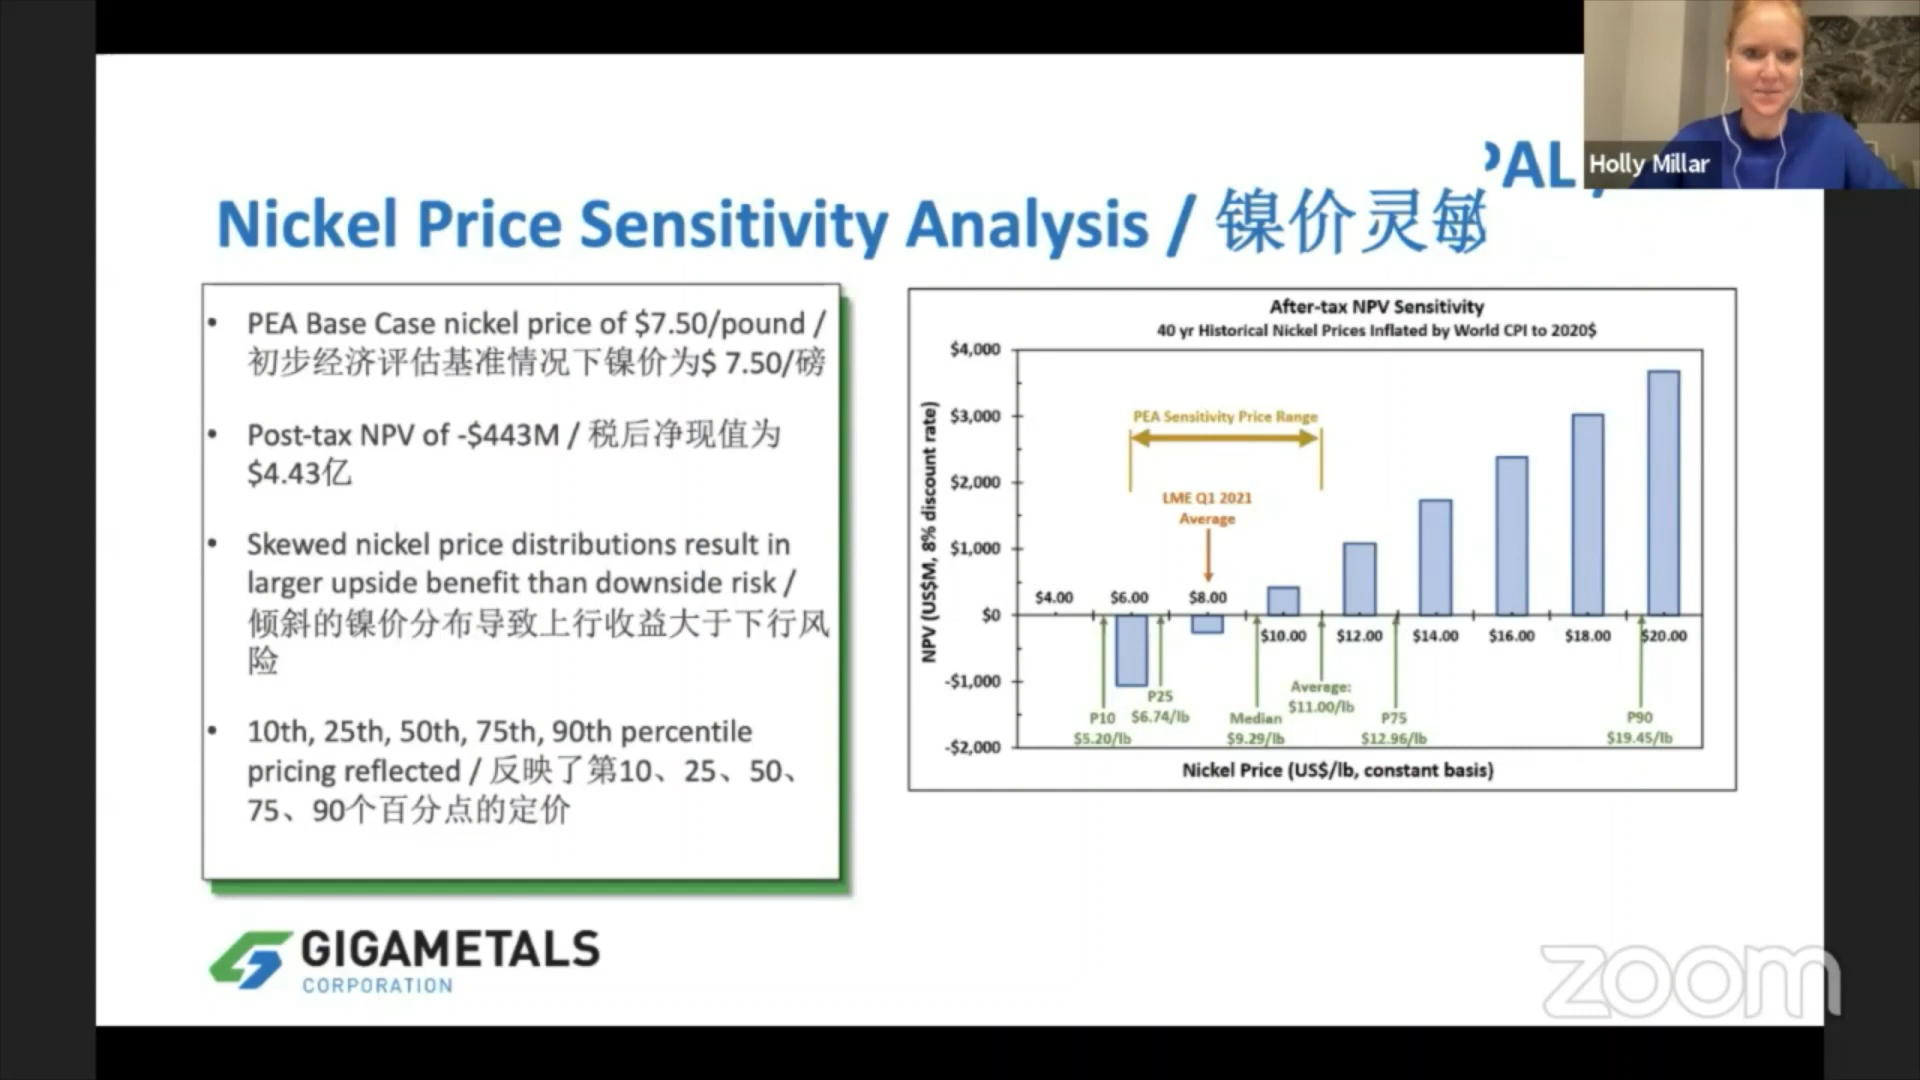 PAL
Holly Millar
Nickel Price Sensitivity Analysis / 镍价灵敏
• PEA Base Case nickel price of $7.50/pound /
初步经济评估基准情况下镍价为$ 7.50/磅
• Post-tax NPV of -$443M / 税后净现值为
$4.43亿
• Skewed nickel price distributions result in
larger upside benefit than downside risk /
倾斜的镍价分布导致上行收益大于下行风
险
• 10th, 25th, 50th, 75th, 90th percentile
pricing reflected / 反映了第10、25、50、
75、90个百分点的定价
After-tax NPV Sensitivity
40 yr Historical Nickel Prices Inflated by World CPI to 2020$
NPV (US$M, 8% discount rate)
$4,000
$3,000
$2,000
$1,000
$0
-$1,000
-$2,000
PEA Sensitivity Price Range
LME Q1 2021
Average
$4.00
$6.00
$8.00
$10.00
$12.00
$14.00
$16.00
$18.00
$20.00
P10
$5.20/lb
P25
$6.74/lb
Median
$9.29/lb
Average:
$11.00/lb
P75
$12.96/lb
P90
$19.45/lb
Nickel Price (US$/lb, constant basis)
GIGAMETALS
CORPORATION
zoom